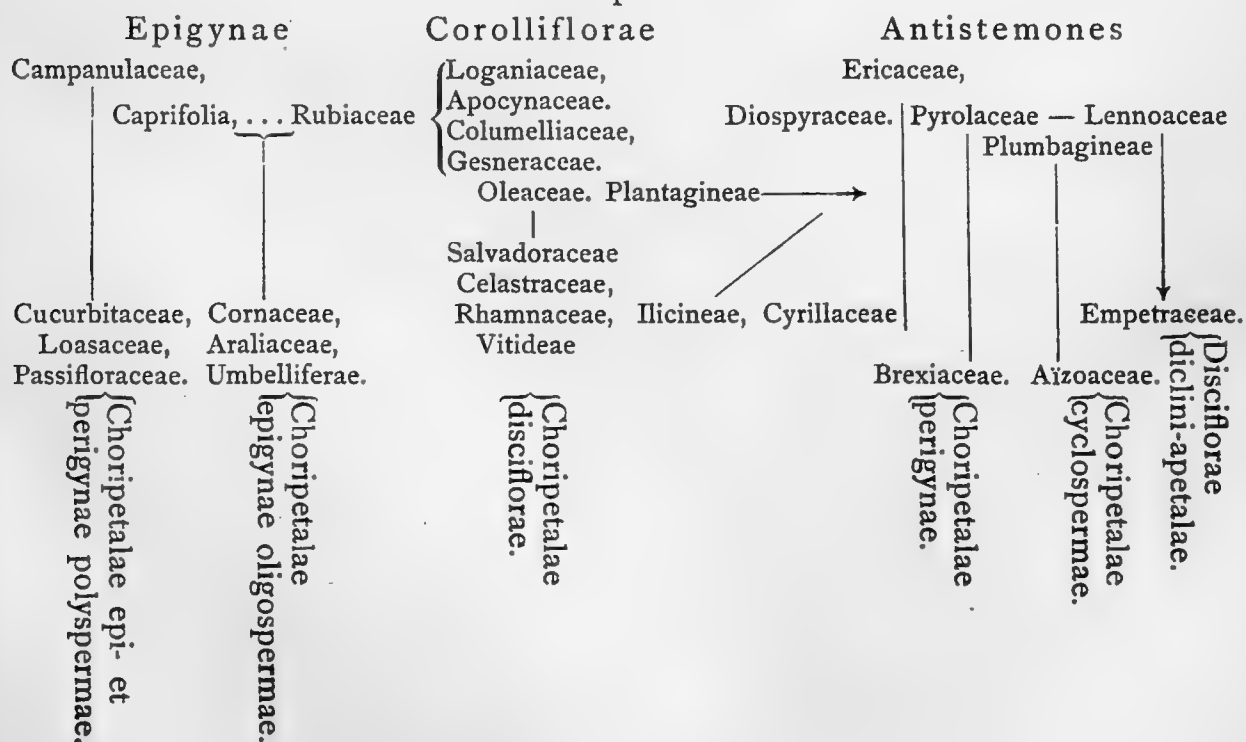 Epigynae Corolliflorae Antistemones
Campanulaceae, Loganiaceae, Ericaceae,
Apocynaceae.
Caprifolia, ... Rubiaceae Columelliaceae, Diospyraceae. Pyrolaceae — Lennoaceae
Gesneraceae. Plumbagineae
Oleaceae. Plantagineae
Salvadoraceae
Celastraceae,
Cucurbitaceae, Cornaceae, Rhamnaceae, Ilicineae, Cyrillaceae Empetraceae.
Loasaceae, Araliaceae, Vitideae
Passifloraceae. Umbelliferae. Brexiaceae. Aïzoaceae.
Choripetalae epi- et
perigynae polyspermae.
Choripetalae
epigynae oligospermae.
Choripetalae
disciflorae.
Choripetalae
perigynae.
Choripetalae
cyclospermae.
Disciflorae
diclini-apetalae.